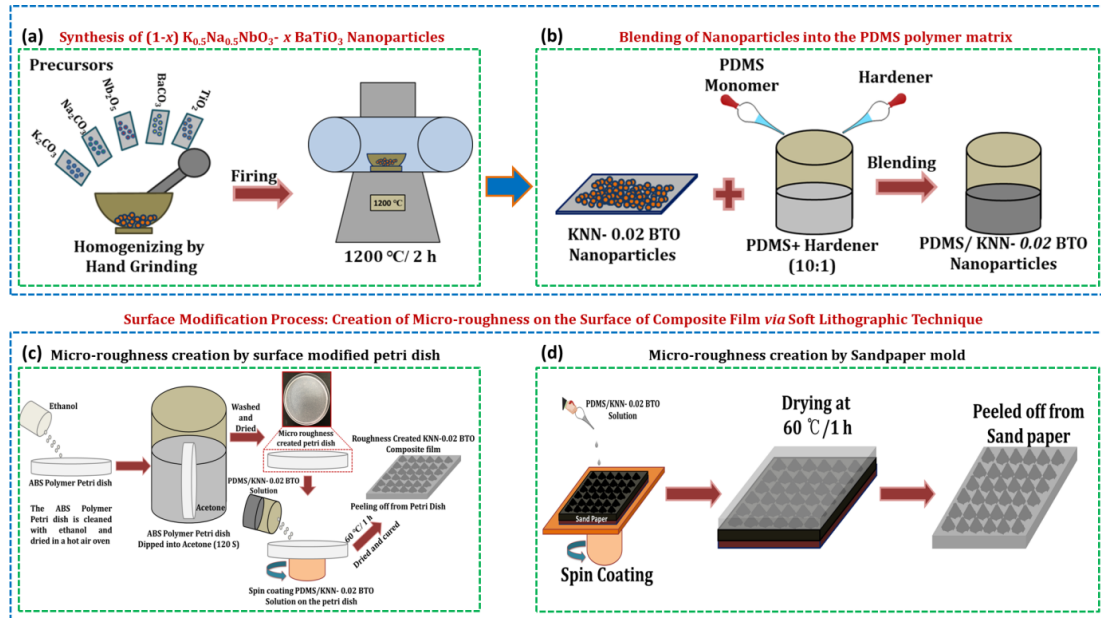 (a) Synthesis of (1-x) K₀.₅Na₀.₅NbO₃- x BaTiO₃ Nanoparticles
Precursors
K₂CO₃
Na₂CO₃
Nb₂O₅
BaCO₃
TiO₂
Firing
1200 ℃
Homogenizing by
Hand Grinding
1200 ℃/ 2 h
(b) Blending of Nanoparticles into the PDMS polymer matrix
PDMS
Monomer
Hardener
Blending
KNN- 0.02 BTO
Nanoparticles
PDMS+ Hardener
(10:1)
PDMS/ KNN- 0.02 BTO
Nanoparticles
Surface Modification Process: Creation of Micro-roughness on the Surface of Composite Film via Soft Lithographic Technique
(c) Micro-roughness creation by surface modified petri dish
Ethanol
ABS Polymer Petri dish
The ABS Polymer
Petri dish is cleaned
with ethanol and
dried in a hot air oven
Acetone
ABS Polymer Petri dish
Dipped into Acetone (120 S)
Washed
and
Dried
Micro roughness
created petri dish
PDMS/KNN- 0.02 BTO
Solution
Spin coating PDMS/KNN- 0.02 BTO
Solution on the petri dish
60 ℃/ 1 h
Dried and cured
Roughness Created KNN-0.02 BTO
Composite film
Peeling off from Petri Dish
(d) Micro-roughness creation by Sandpaper mold
PDMS/KNN- 0.02 BTO
Solution
Sand Paper
Spin Coating
Drying at
60 ℃ /1 h
Peeled off from
Sand paper